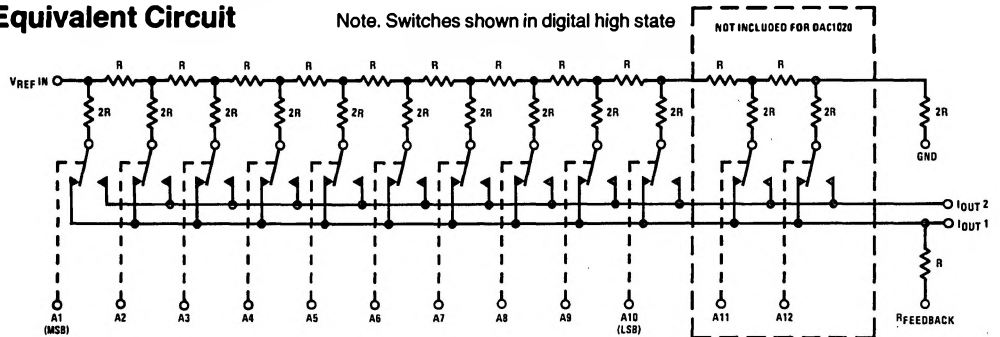 Equivalent Circuit
Note. Switches shown in digital high state
NOT INCLUDED FOR DAC1020
VREF IN
R R R R R R R R R R R
2R 2R 2R 2R 2R 2R 2R 2R 2R 2R 2R 2R 2R
GND
IOUT 2
IOUT 1
R
A1 A2 A3 A4 A5 A6 A7 A8 A9 A10 A11 A12 RFEEDBACK
(MSB) (LSB)